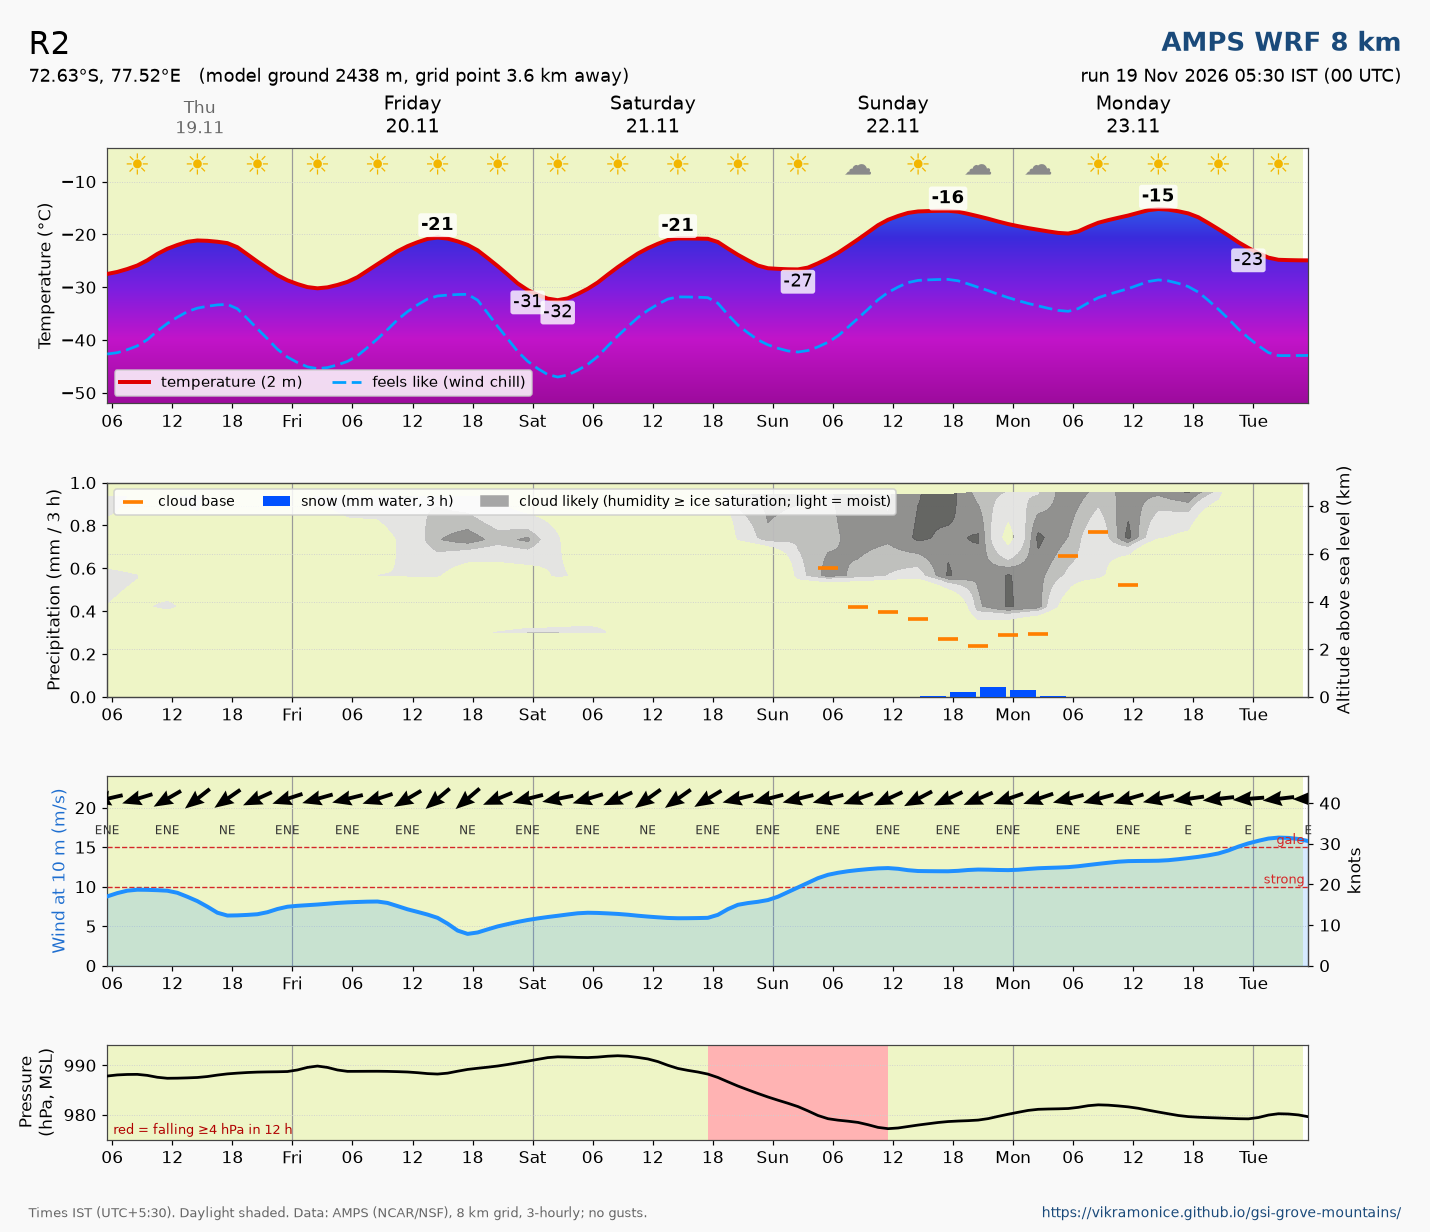 R2
AMPS WRF 8 km
72.63°S, 77.52°E (model ground 2438 m, grid point 3.6 km away)
run 19 Nov 2026 05:30 IST (00 UTC)
Thu Friday Saturday Sunday Monday
19.11 20.11 21.11 22.11 23.11
Temperature (°C)
−10
−20
−30
−40
−50
-21 -21 -16 -15
-31 -32 -27 -23
temperature (2 m) feels like (wind chill)
06 12 18 Fri 06 12 18 Sat 06 12 18 Sun 06 12 18 Mon 06 12 18 Tue
Precipitation (mm / 3 h)
1.0
0.8
0.6
0.4
0.2
0.0
cloud base snow (mm water, 3 h) cloud likely (humidity ≥ ice saturation; light = moist)
8
6
4
2
0
Altitude above sea level (km)
06 12 18 Fri 06 12 18 Sat 06 12 18 Sun 06 12 18 Mon 06 12 18 Tue
Wind at 10 m (m/s)
20
15
10
5
0
ENE ENE NE ENE ENE ENE NE ENE ENE NE ENE ENE ENE ENE ENE ENE ENE ENE E E E
gale
strong
40
30
20
10
0
knots
06 12 18 Fri 06 12 18 Sat 06 12 18 Sun 06 12 18 Mon 06 12 18 Tue
Pressure
(hPa, MSL)
990
980
red = falling ≥4 hPa in 12 h
06 12 18 Fri 06 12 18 Sat 06 12 18 Sun 06 12 18 Mon 06 12 18 Tue
Times IST (UTC+5:30). Daylight shaded. Data: AMPS (NCAR/NSF), 8 km grid, 3-hourly; no gusts.
https://vikramonice.github.io/gsi-grove-mountains/